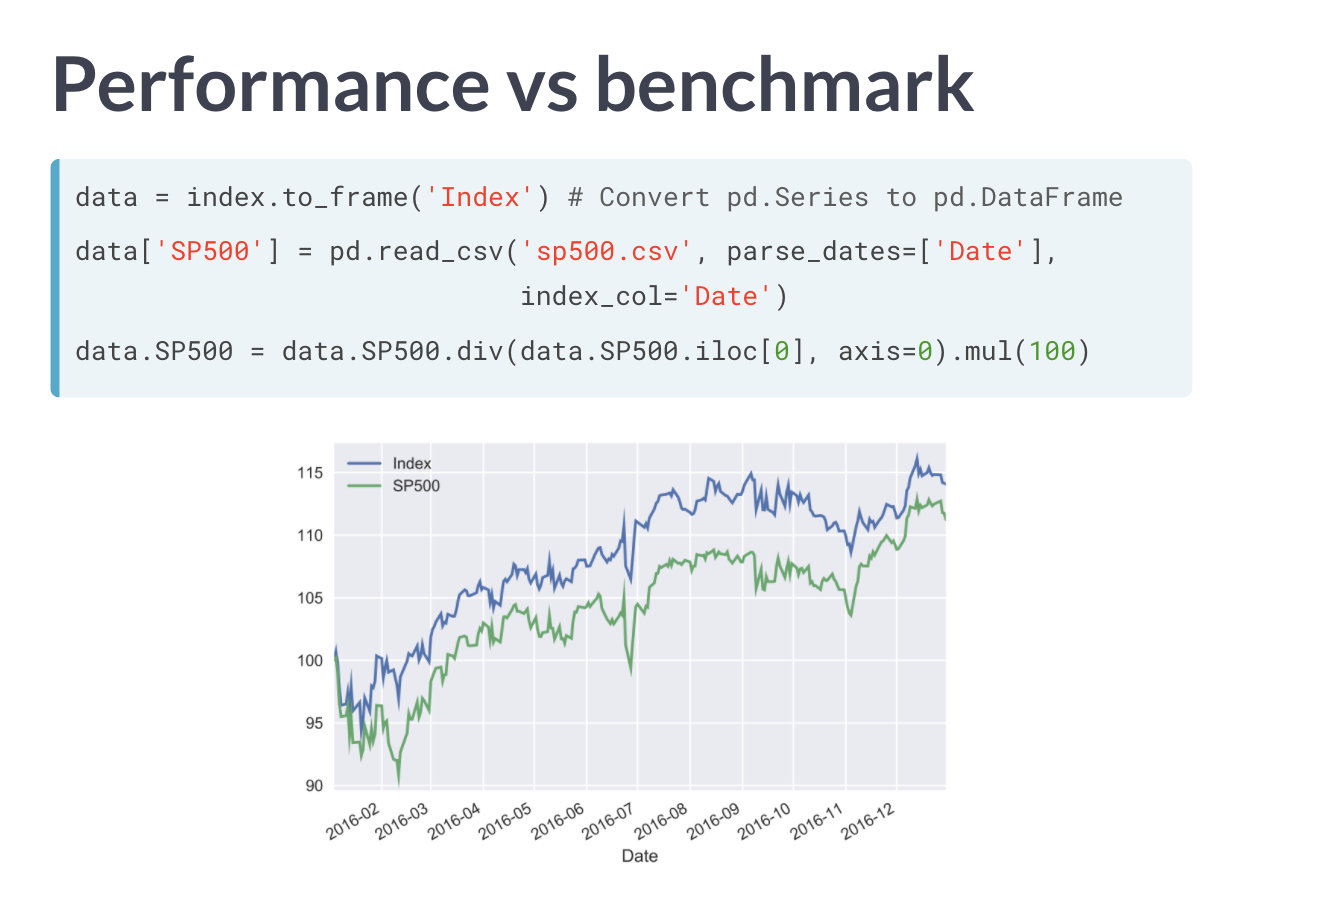 Performance vs benchmark
data = index.to_frame('Index') # Convert pd.Series to pd.DataFrame
data['SP500'] = pd.read_csv('sp500.csv', parse_dates=['Date'],
index_col='Date')
data.SP500 = data.SP500.div(data.SP500.iloc[0], axis=0).mul(100)
Index
SP500
115
110
105
100
95
90
2016-02 2016-03 2016-04 2016-05 2016-06 2016-07 2016-08 2016-09 2016-10 2016-11 2016-12
Date